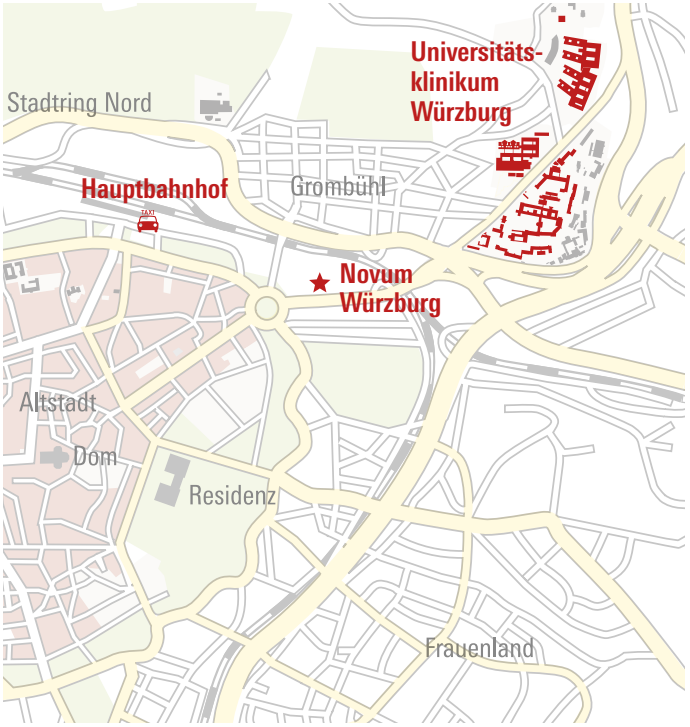 Universitäts-
klinikum
Würzburg
Stadtring Nord
Hauptbahnhof
Grombühl
TAXI
Novum
Würzburg
Altstadt
Dom
Residenz
Frauenland